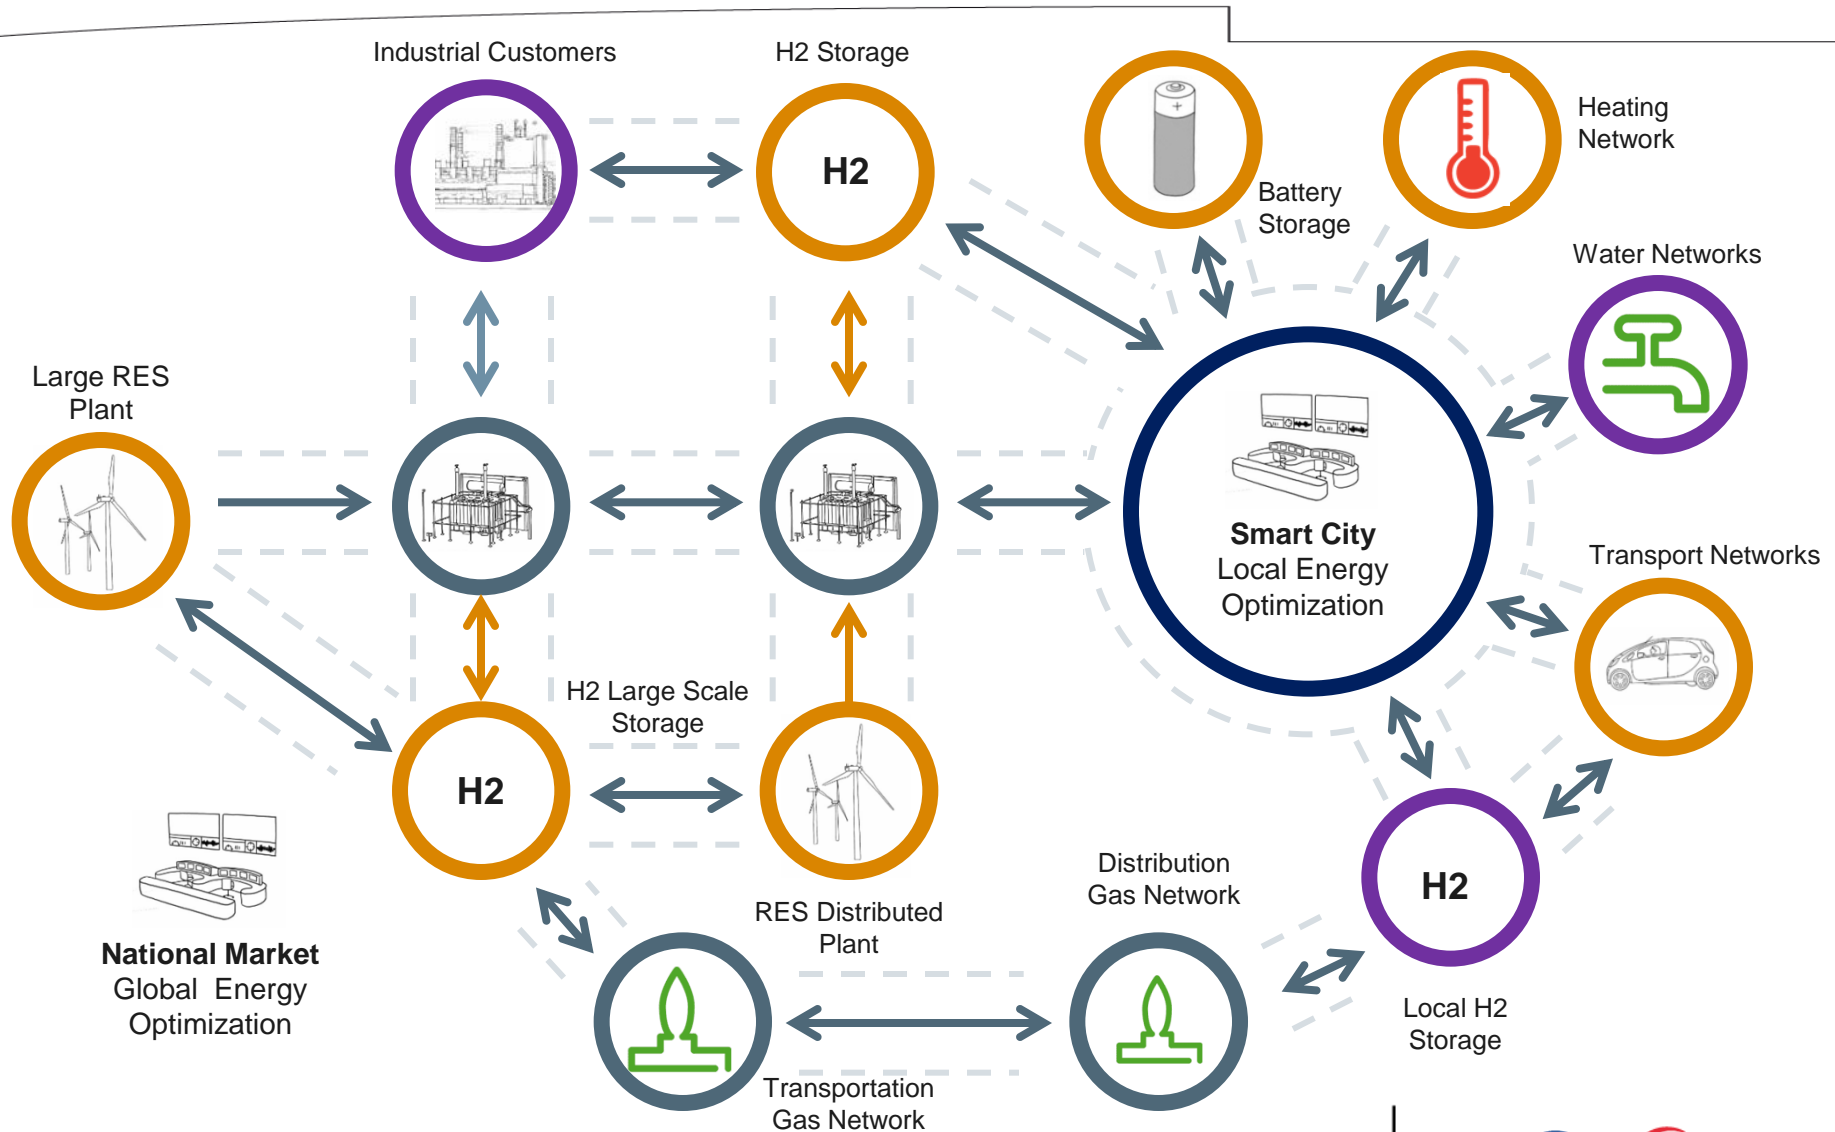 Industrial Customers
H2 Storage
H2
Battery
Storage
Heating
Network
Water Networks
Large RES
Plant
Smart City
Local Energy
Optimization
Transport Networks
H2 Large Scale
Storage
H2
National Market
Global Energy
Optimization
RES Distributed
Plant
Distribution
Gas Network
H2
Local H2
Storage
Transportation
Gas Network